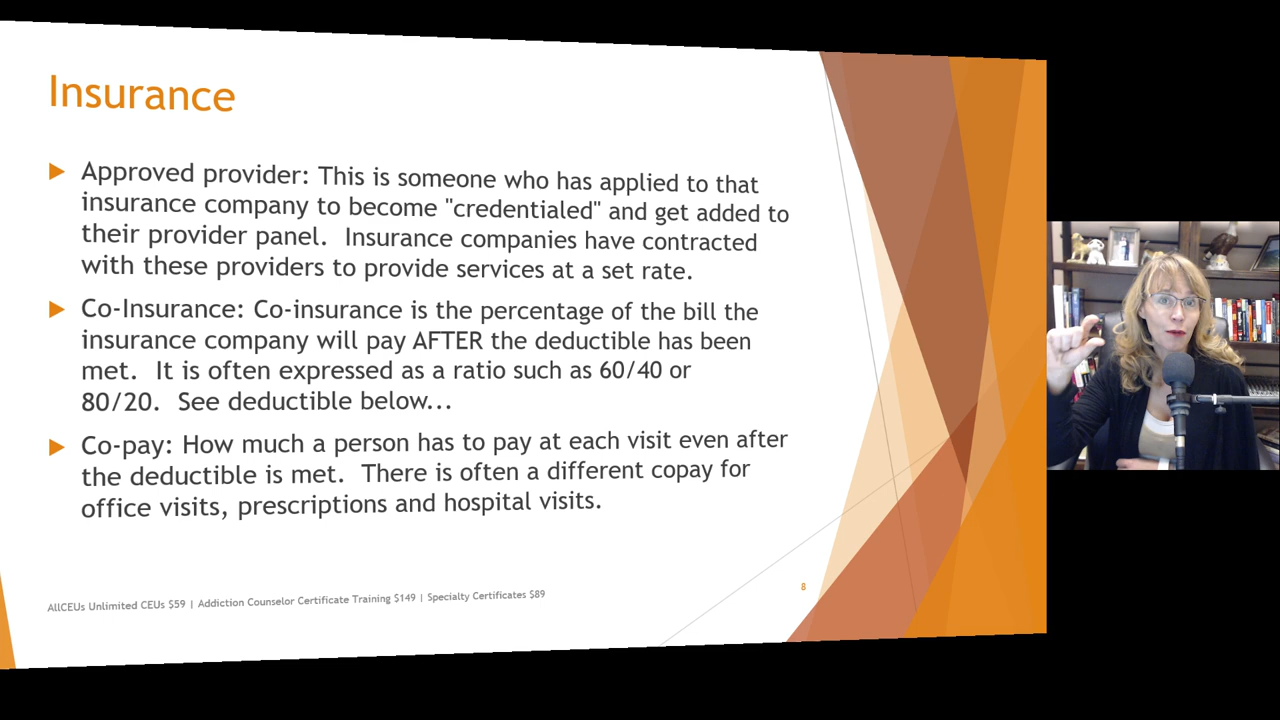 Insurance
Approved provider: This is someone who has applied to that
insurance company to become "credentialed" and get added to
their provider panel.  Insurance companies have contracted
with these providers to provide services at a set rate.
Co-Insurance: Co-insurance is the percentage of the bill the
insurance company will pay AFTER the deductible has been
met.  It is often expressed as a ratio such as 60/40 or
80/20.  See deductible below...
Co-pay: How much a person has to pay at each visit even after
the deductible is met.  There is often a different copay for
office visits, prescriptions and hospital visits.
AllCEUs Unlimited CEUs $59 | Addiction Counselor Certificate Training $149 | Specialty Certificates $89
8